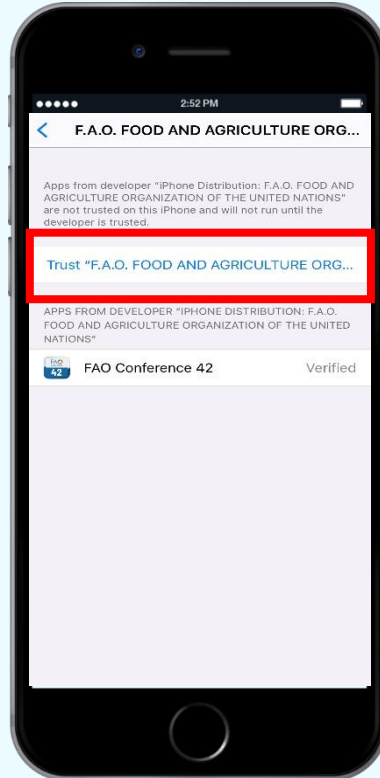 2:52 PM
F.A.O. FOOD AND AGRICULTURE ORG...
Apps from developer "iPhone Distribution: F.A.O. FOOD AND
AGRICULTURE ORGANIZATION OF THE UNITED NATIONS"
are not trusted on this iPhone and will not run until the
developer is trusted.
Trust "F.A.O. FOOD AND AGRICULTURE ORG...
APPS FROM DEVELOPER "IPHONE DISTRIBUTION: F.A.O.
FOOD AND AGRICULTURE ORGANIZATION OF THE UNITED
NATIONS"
FAO
42
FAO Conference 42 Verified